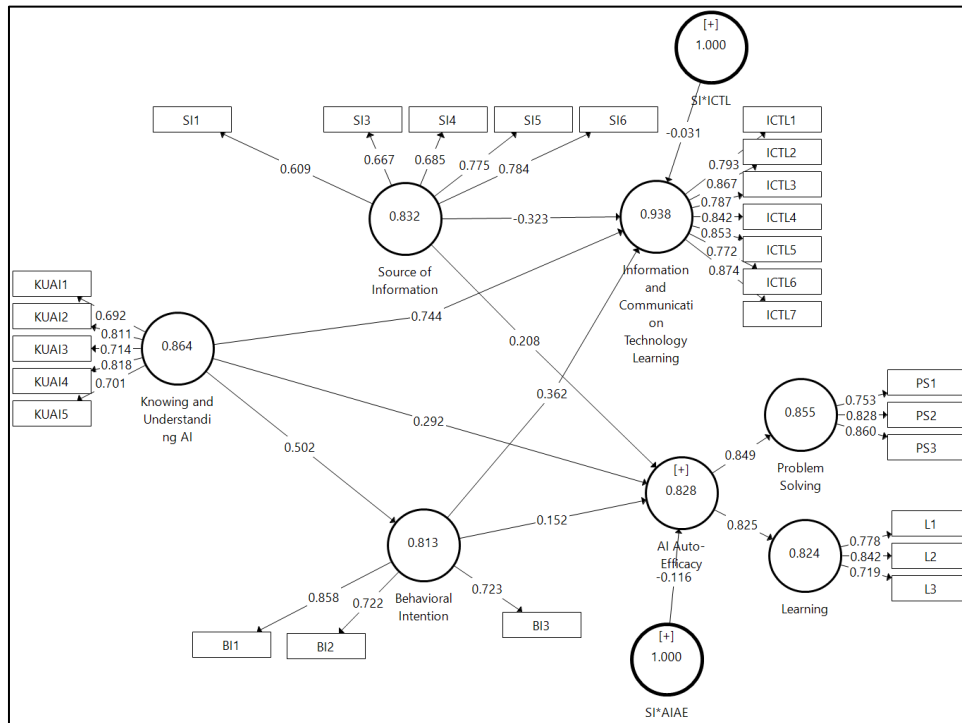 [+]
1.000
SI*ICTL
SI1
SI3
SI4
SI5
SI6
ICTL1
ICTL2
ICTL3
ICTL4
ICTL5
ICTL6
ICTL7
-0.031
0.609
0.667
0.685
0.775
0.784
0.793
0.867
0.787
0.842
0.853
0.772
0.874
0.832
Source of
Information
-0.323
0.938
Information
and
Communicati
on
Technology
Learning
KUAI1
KUAI2
KUAI3
KUAI4
KUAI5
0.692
0.811
0.714
0.818
0.701
0.864
Knowing and
Understandi
ng AI
0.744
0.208
0.362
0.292
0.502
0.152
[+]
0.828
AI Auto-
Efficacy
0.849
0.825
0.855
Problem
Solving
0.753
0.828
0.860
PS1
PS2
PS3
0.824
Learning
0.778
0.842
0.719
L1
L2
L3
0.813
Behavioral
Intention
0.858
0.722
0.723
BI1
BI2
BI3
-0.116
[+]
1.000
SI*AIAE